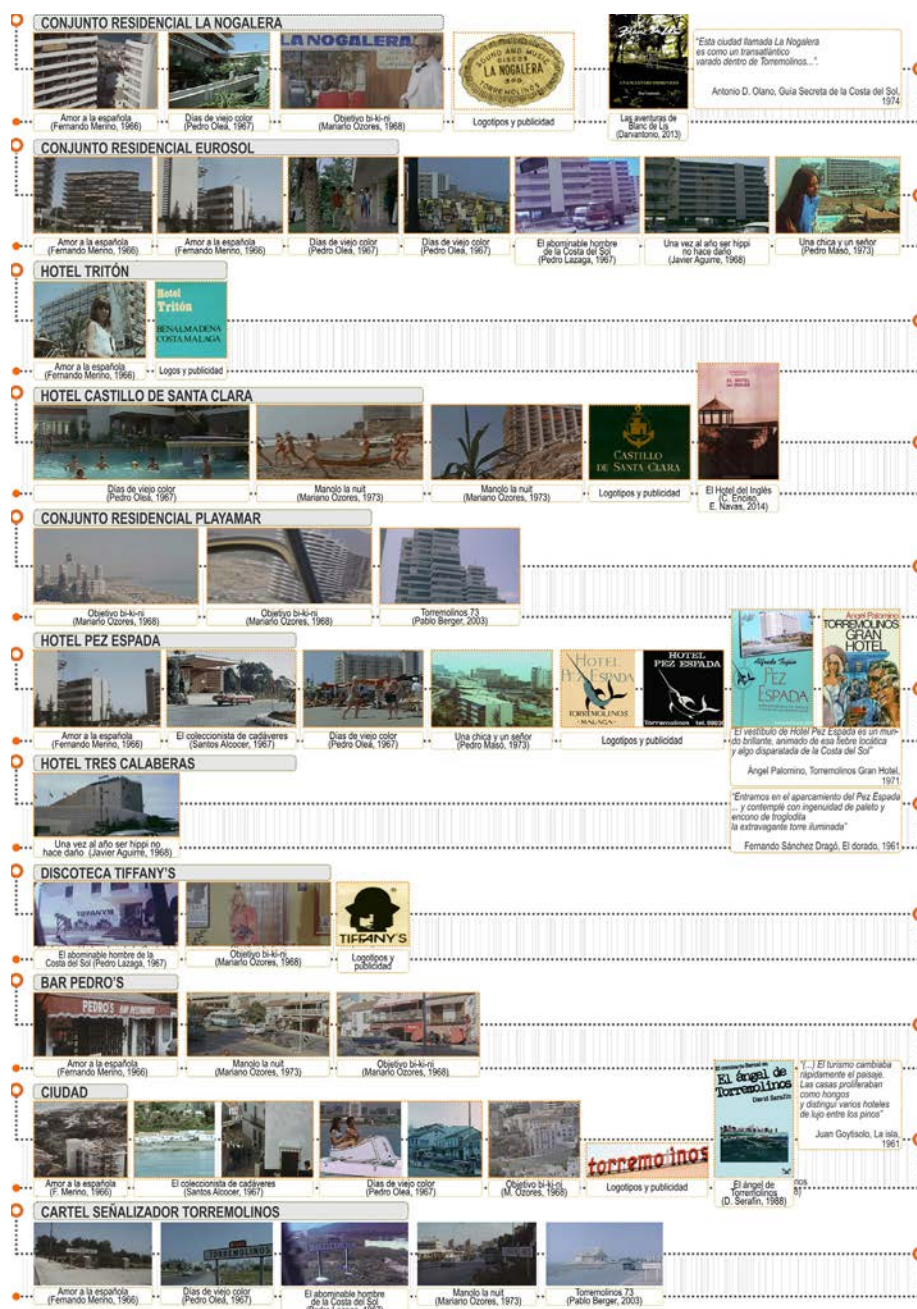 CONJUNTO RESIDENCIAL LA NOGALERA
LA NOGALERA
SOUND AND MUSIC
DISCOS
LA NOGALERA
TORREMOLINOS
"Esta ciudad llamada La Nogalera
es como un transatlántico
varado dentro de Torremolinos...".
Antonio D. Olano, Guía Secreta de la Costa del Sol,
1974
Amor a la española
(Fernando Merino, 1966)
Días de viejo color
(Pedro Olea, 1967)
Objetivo bi-ki-ni
(Mariano Ozores, 1968)
Logotipos y publicidad
Las aventuras de
Blanc de Lis
(Darvantonio, 2013)
CONJUNTO RESIDENCIAL EUROSOL
Amor a la española
(Fernando Merino, 1966)
Amor a la española
(Fernando Merino, 1966)
Días de viejo color
(Pedro Olea, 1967)
Días de viejo color
(Pedro Olea, 1967)
El abominable hombre
de la Costa del Sol
(Pedro Lazaga, 1967)
Una vez al año ser hippi
no hace daño
(Javier Aguirre, 1968)
Una chica y un señor
(Pedro Masó, 1973)
HOTEL TRITÓN
Hotel
Tritón
BENALMADENA
COSTA MALAGA
Amor a la española
(Fernando Merino, 1966)
Logos y publicidad
HOTEL CASTILLO DE SANTA CLARA
CASTILLO
DE SANTA CLARA
EL HOTEL
del INGLÉS
Días de viejo color
(Pedro Olea, 1967)
Manolo la nuit
(Mariano Ozores, 1973)
Manolo la nuit
(Mariano Ozores, 1973)
Logotipos y publicidad
El Hotel del Inglés
(C. Enciso,
E. Navas, 2014)
CONJUNTO RESIDENCIAL PLAYAMAR
Objetivo bi-ki-ni
(Mariano Ozores, 1968)
Objetivo bi-ki-ni
(Mariano Ozores, 1968)
Torremolinos 73
(Pablo Berger, 2003)
HOTEL PEZ ESPADA
HOTEL
PEZ ESPADA
TORREMOLINOS
- MALAGA -
HOTEL
PEZ ESPADA
Torremolinos
PEZ
ESPADA
Angel Palomino
TORREMOLINOS
GRAN
HOTEL
Amor a la española
(Fernando Merino, 1966)
El coleccionista de cadáveres
(Santos Alcocer, 1967)
Días de viejo color
(Pedro Olea, 1967)
Una chica y un señor
(Pedro Masó, 1973)
Logotipos y publicidad
"El vestíbulo de Hotel Pez Espada es un mun-
do brillante, animado de esa fiebre locática
y algo disparatada de la Costa del Sol"
Ángel Palomino, Torremolinos Gran Hotel,
1971
HOTEL TRES CALABERAS
Una vez al año ser hippi no
hace daño (Javier Aguirre, 1968)
"Entramos en el aparcamiento del Pez Espada
... y contemplé con ingenuidad de paleto y
encono de troglodita
la extravagante torre iluminada"
Fernando Sánchez Dragó, El dorado, 1961
DISCOTECA TIFFANY'S
TIFFANY'S
TIFFANY'S
El abominable hombre de la
Costa del Sol (Pedro Lazaga, 1967)
Objetivo bi-ki-ni
(Mariano Ozores, 1968)
Logotipos y
publicidad
BAR PEDRO'S
PEDRO'S BAR RESTAURANTE
Amor a la española
(Fernando Merino, 1966)
Manolo la nuit
(Mariano Ozores, 1973)
Objetivo bi-ki-ni
(Mariano Ozores, 1968)
CIUDAD
torremolinos
El ángel de
Torremolinos
David Serafín
"(...) El turismo cambiaba
rápidamente el paisaje.
Las casas proliferaban
como hongos
y distinguí varios hoteles
de lujo entre los pinos"
Juan Goytisolo, La isla,
1961
Amor a la española
(F. Merino, 1966)
El coleccionista de cadáveres
(Santos Alcocer, 1967)
Días de viejo color
(Pedro Olea, 1967)
Objetivo bi-ki-ni
(M. Ozores, 1968)
Logotipos y publicidad
El ángel de
Torremolinos
(D. Serafín, 1988)
CARTEL SEÑALIZADOR TORREMOLINOS
TORREMOLINOS
Amor a la española
(Fernando Merino, 1966)
Días de viejo color
(Pedro Olea, 1967)
El abominable hombre
de la Costa del Sol
Manolo la nuit
(Mariano Ozores, 1973)
Torremolinos 73
(Pablo Berger, 2003)